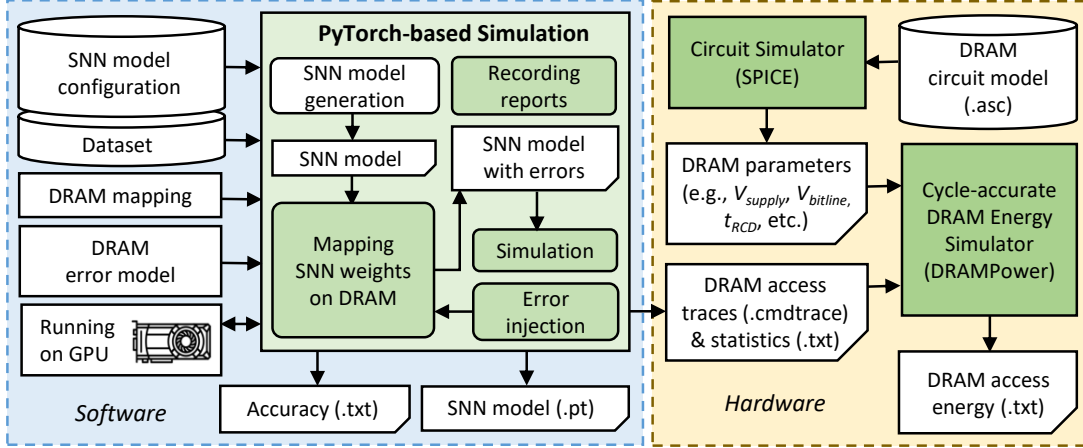 SNN model
configuration
Dataset
DRAM mapping
DRAM
error model
Running
on GPU
Software
PyTorch-based Simulation
SNN model
generation
Recording
reports
SNN model
SNN model
with errors
Mapping
SNN weights
on DRAM
Simulation
Error
injection
Accuracy (.txt)
SNN model (.pt)
Circuit Simulator
(SPICE)
DRAM
circuit model
(.asc)
DRAM parameters
(e.g., Vsupply, Vbitline,
tRCD, etc.)
Cycle-accurate
DRAM Energy
Simulator
(DRAMPower)
DRAM access
traces (.cmdtrace)
& statistics (.txt)
DRAM access
energy (.txt)
Hardware